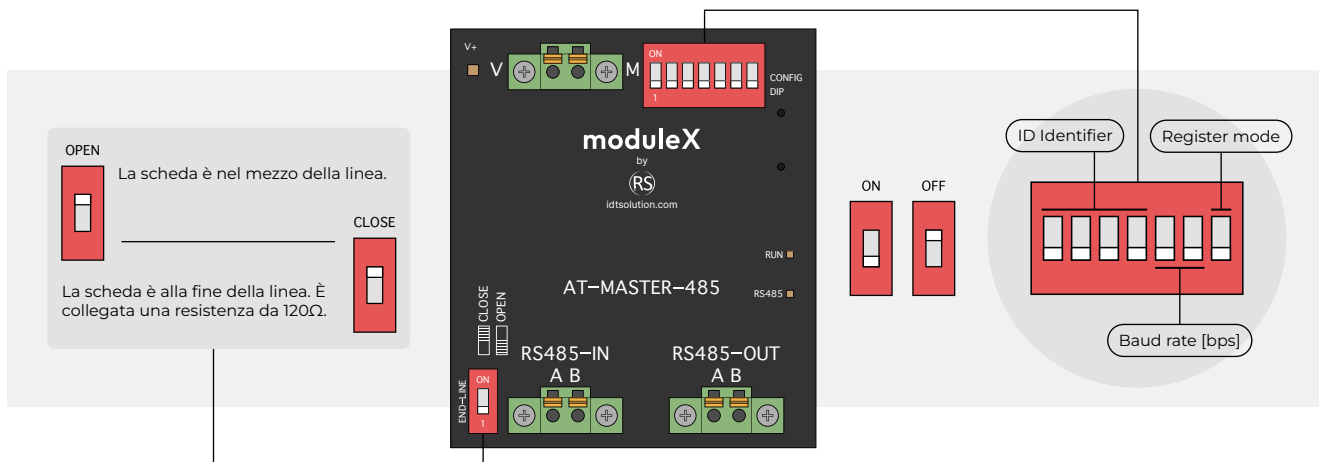 OPEN
La scheda è nel mezzo della linea.
CLOSE
La scheda è alla fine della linea. È
collegata una resistenza da 120Ω.
V+
V
M
ON
1
CONFIG
DIP
moduleX
by
RS
idtsolution.com
RUN
AT-MASTER-485
RS485
CLOSE
OPEN
RS485-IN
A B
RS485-OUT
A B
END-LINE
ON
1
ON
OFF
ID Identifier
Register mode
Baud rate [bps]